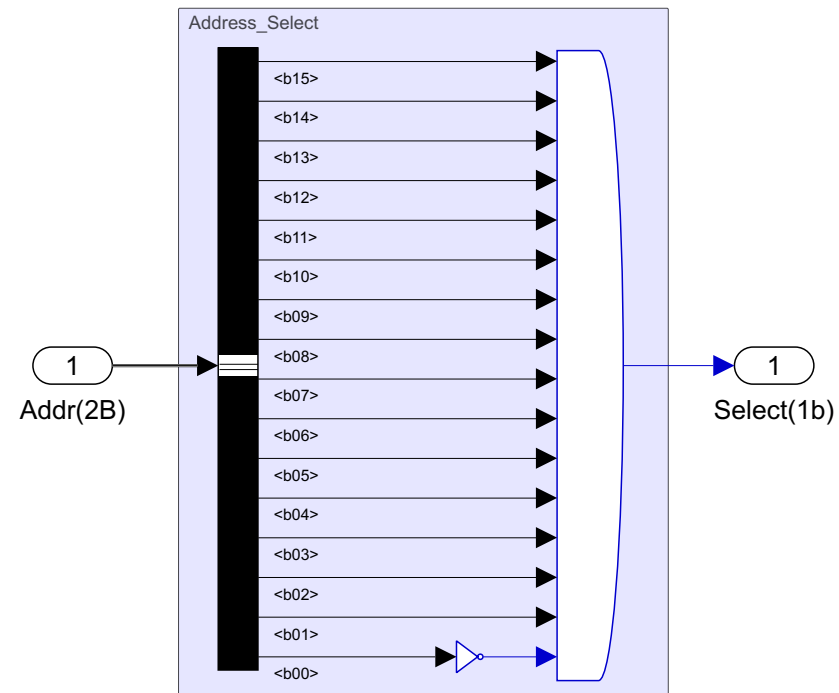 Address_Select
<b15>
<b14>
<b13>
<b12>
<b11>
<b10>
<b09>
<b08>
<b07>
<b06>
<b05>
<b04>
<b03>
<b02>
<b01>
<b00>
1
Addr(2B)
1
Select(1b)